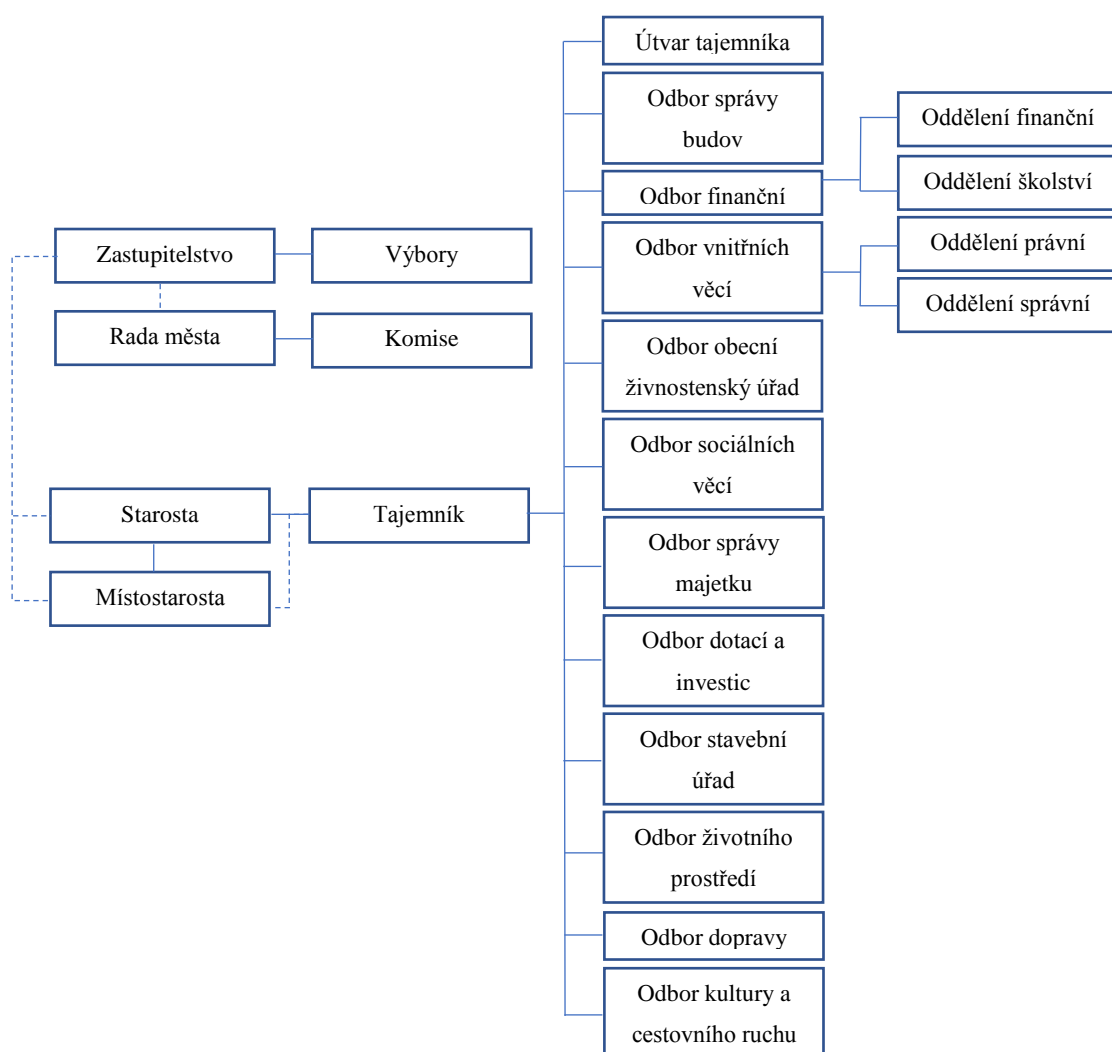 Zastupitelstvo
Výbory
Rada města
Komise
Starosta
Místostarosta
Tajemník
Útvar tajemníka
Odbor správy
budov
Odbor finanční
Oddělení finanční
Oddělení školství
Odbor vnitřních
věcí
Oddělení právní
Oddělení správní
Odbor obecní
živnostenský úřad
Odbor sociálních
věcí
Odbor správy
majetku
Odbor dotací a
investic
Odbor stavební
úřad
Odbor životního
prostředí
Odbor dopravy
Odbor kultury a
cestovního ruchu